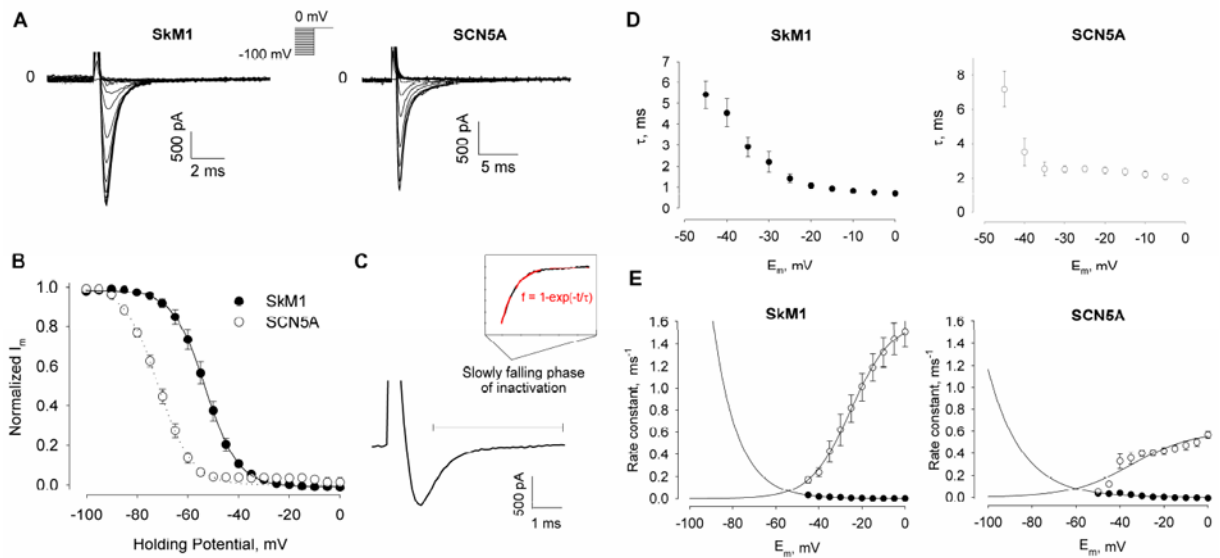 A
SkM1
0 mV
-100 mV
SCN5A
0
500 pA
2 ms
0
500 pA
5 ms
B
1.0
0.8
0.6
0.4
0.2
0.0
Normalized Im
SkM1
SCN5A
-100 -80 -60 -40 -20 0
Holding Potential, mV
C
f = 1-exp(-t/τ)
Slowly falling phase
of inactivation
500 pA
1 ms
D
SkM1
7
6
5
4
3
2
1
0
τ, ms
-50 -40 -30 -20 -10 0
Em, mV
SCN5A
8
6
4
2
0
τ, ms
-50 -40 -30 -20 -10 0
Em, mV
E
SkM1
1.6
1.4
1.2
1.0
0.8
0.6
0.4
0.2
0.0
Rate constant, ms-1
-100 -80 -60 -40 -20 0
Em, mV
SCN5A
1.6
1.4
1.2
1.0
0.8
0.6
0.4
0.2
0.0
Rate constant, ms-1
-100 -80 -60 -40 -20 0
Em, mV